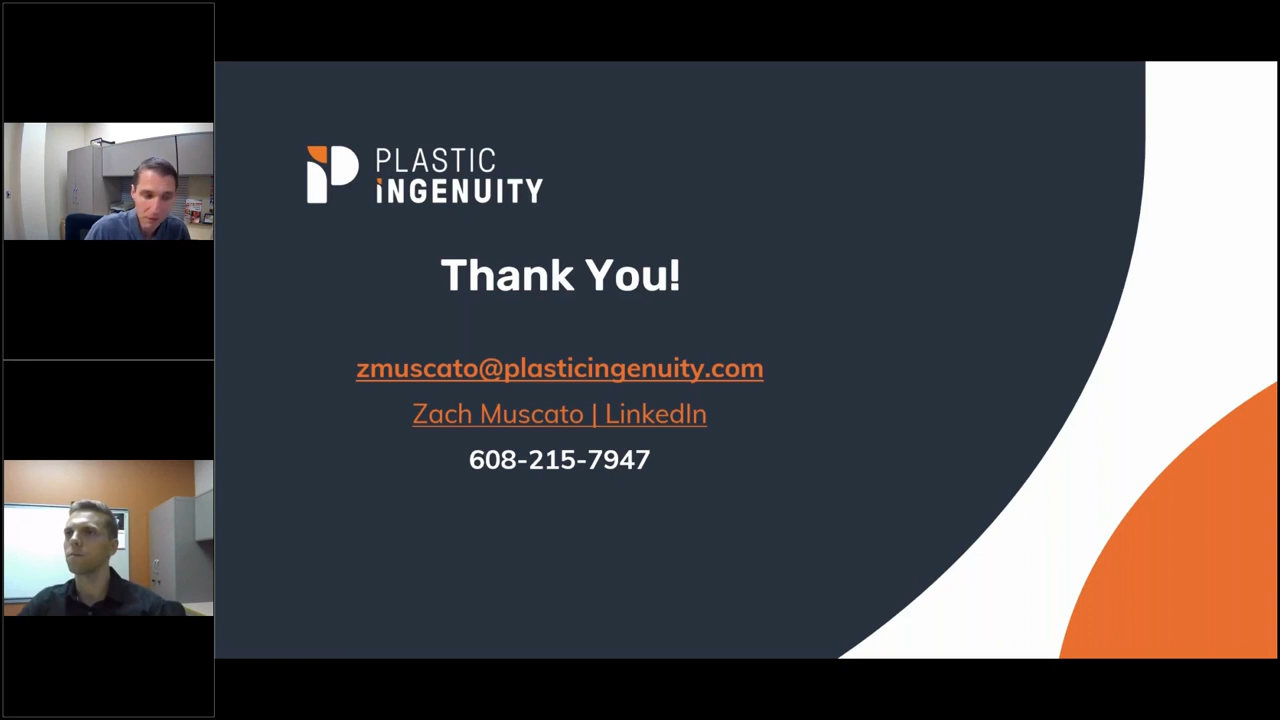 PLASTIC
iNGENUITY
Thank You!
zmuscato@plasticingenuity.com
Zach Muscato | LinkedIn
608-215-7947